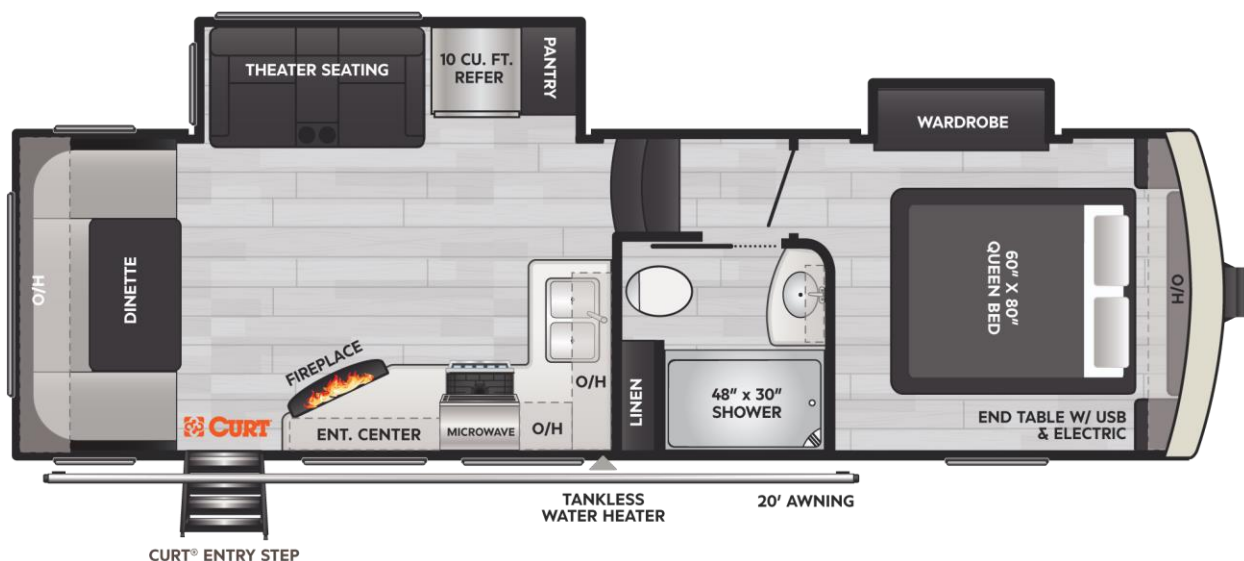 THEATER SEATING
10 CU. FT.
REFER
PANTRY
WARDROBE
O/H
DINETTE
FIREPLACE
CURT
ENT. CENTER
MICROWAVE
O/H
O/H
LINEN
48" x 30"
SHOWER
60" X 80"
QUEEN BED
O/H
END TABLE W/ USB
& ELECTRIC
TANKLESS
WATER HEATER
20' AWNING
CURT® ENTRY STEP